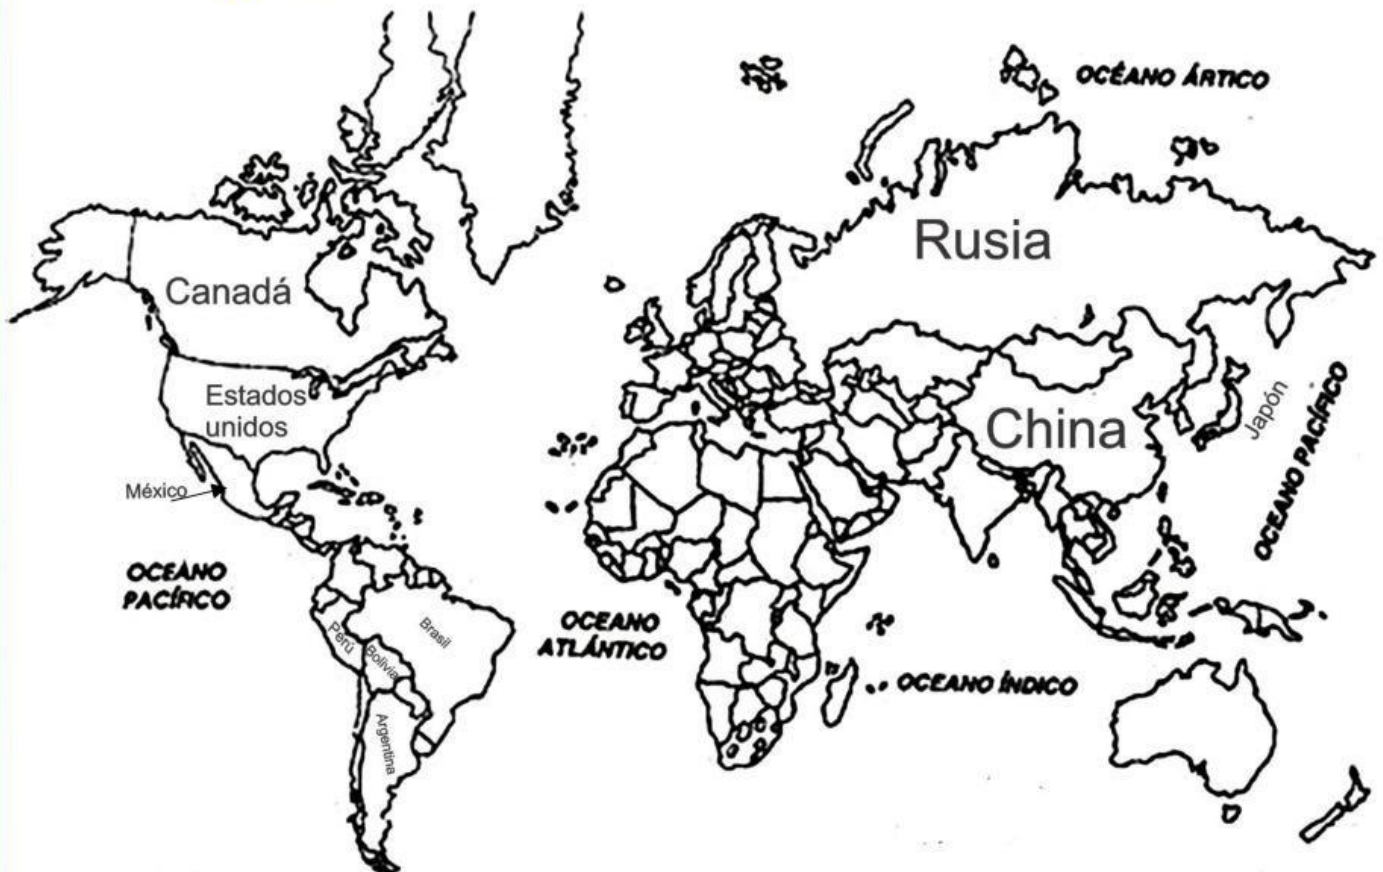 OCÉANO ÁRTICO
Rusia
Canadá
Estados
unidos
China
Japón
OCEANO PACÍFICO
México
OCEANO
PACÍFICO
OCEANO
ATLÁNTICO
Perú
Bolivia
Brasil
OCEANO ÍNDICO
Argentina